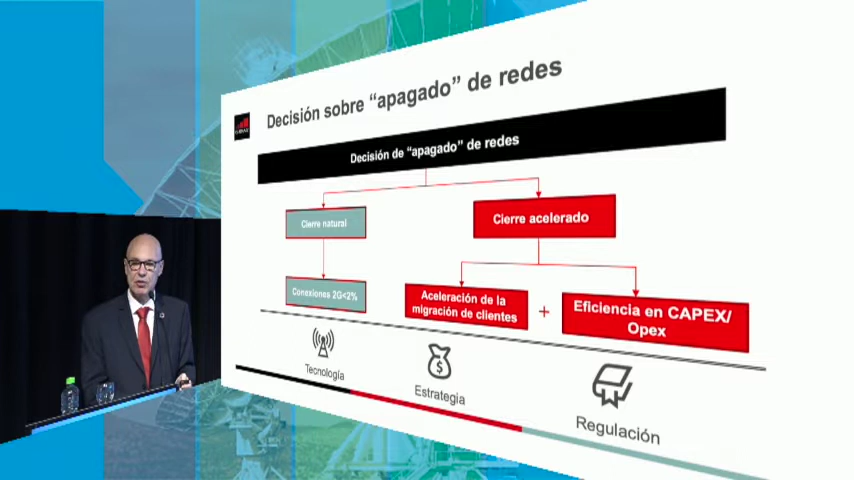 Decisión sobre “apagado” de redes
Decisión de “apagado” de redes
Cierre natural
Cierre acelerado
Conexiones 2G<2%
Aceleración de la
migración de clientes
+
Eficiencia en CAPEX/
Opex
Tecnología
Estrategia
Regulación